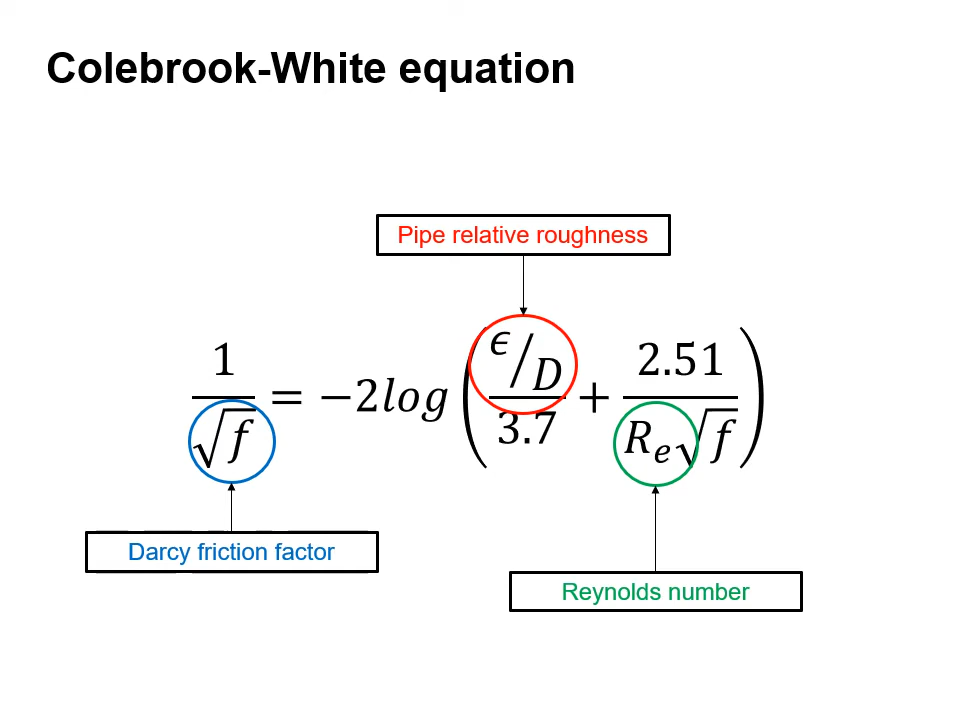 Colebrook-White equation
Pipe relative roughness
1/√f = −2log((ϵ/D)/3.7 + 2.51/(Rₑ√f))
Darcy friction factor
Reynolds number